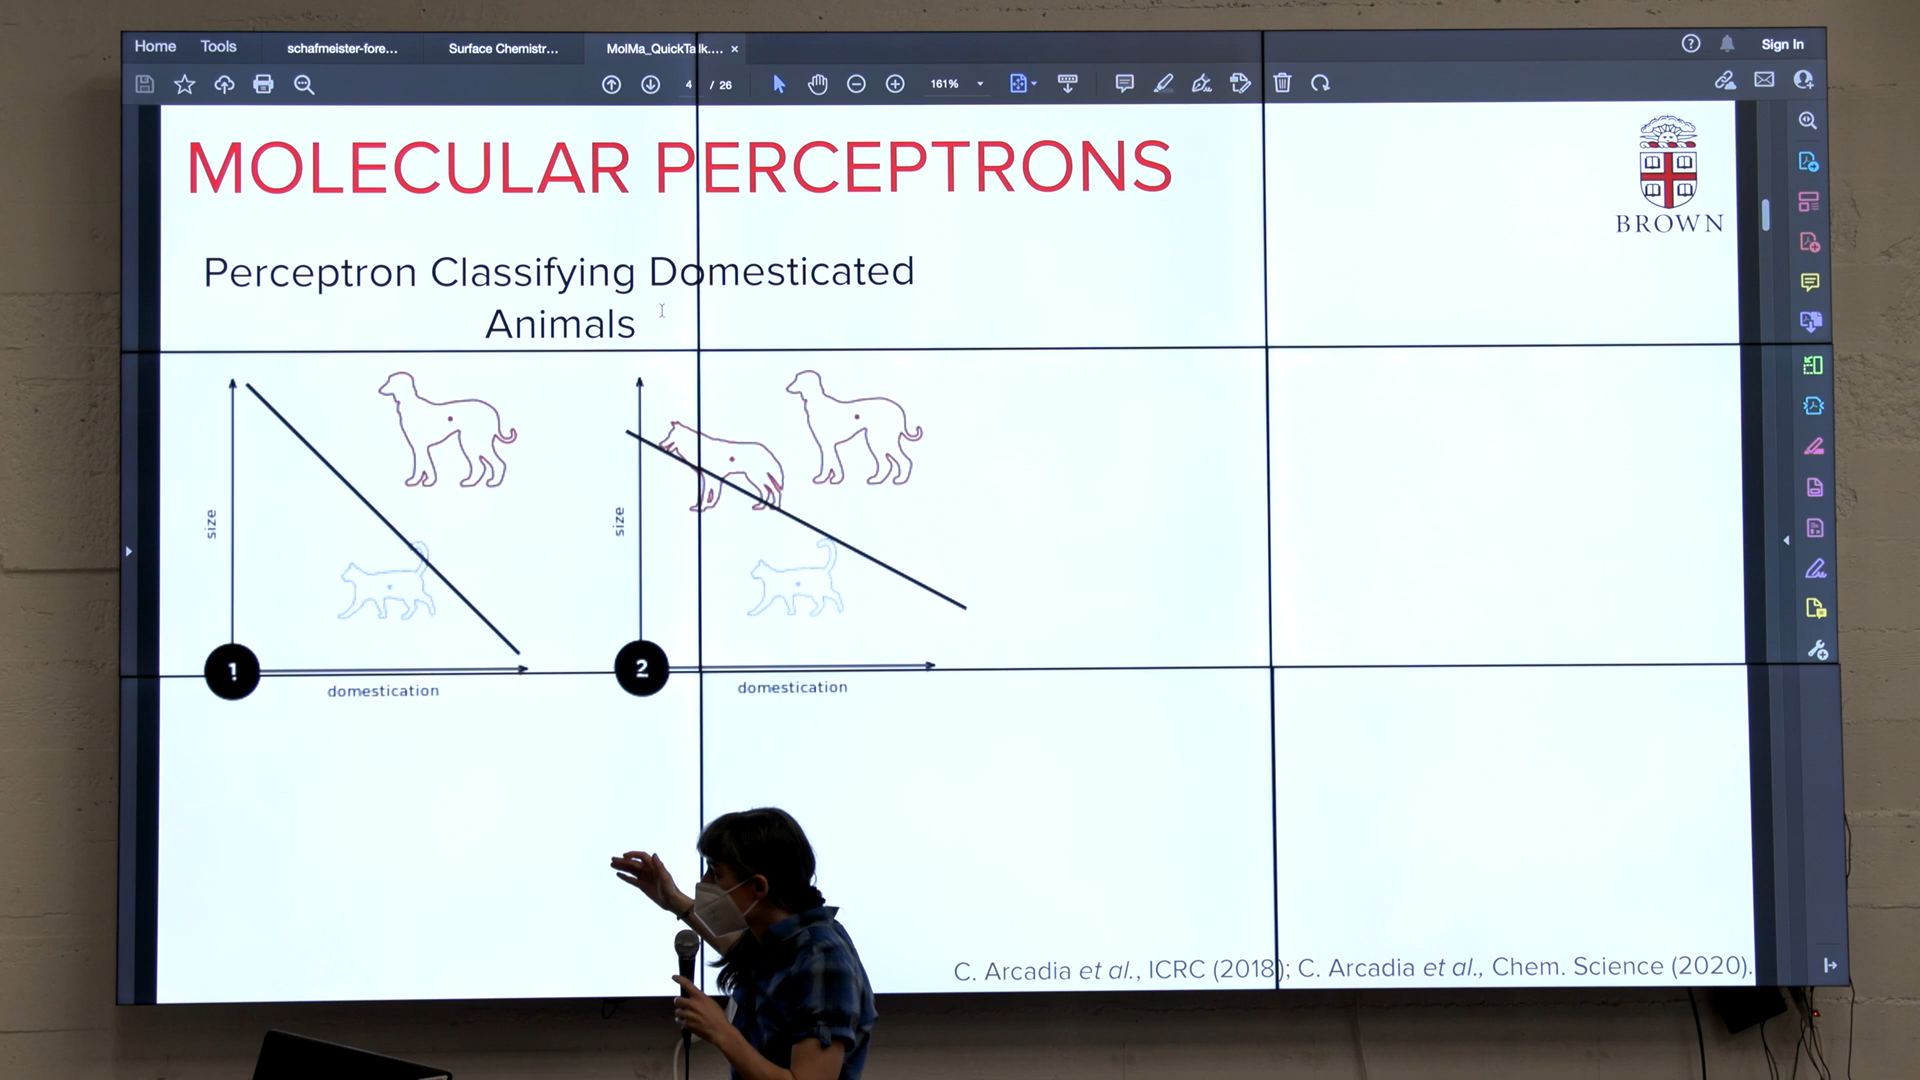 Home Tools schafmeister-fore... Surface Chemistr... MolMa_QuickTalk.... × Sign In
4 / 26 161%
MOLECULAR PERCEPTRONS
BROWN
Perceptron Classifying Domesticated
Animals
size
size
1
2
domestication
domestication
C. Arcadia et al., ICRC (2018); C. Arcadia et al., Chem. Science (2020).